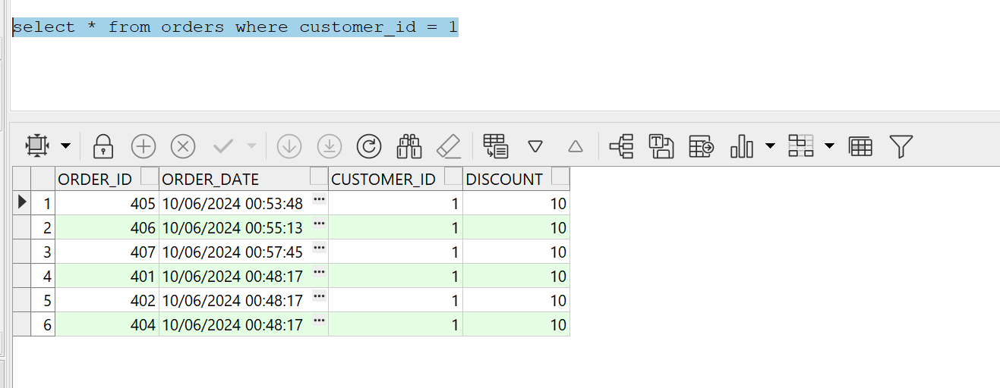 select * from orders where customer_id = 1
ORDER_ID ORDER_DATE CUSTOMER_ID DISCOUNT
1 405 10/06/2024 00:53:48 ... 1 10
2 406 10/06/2024 00:55:13 ... 1 10
3 407 10/06/2024 00:57:45 ... 1 10
4 401 10/06/2024 00:48:17 ... 1 10
5 402 10/06/2024 00:48:17 ... 1 10
6 404 10/06/2024 00:48:17 ... 1 10